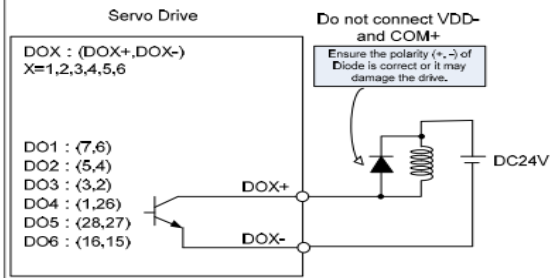 Servo Drive
Do not connect VDD-
and COM+
DOX : (DOX+,DOX-)
X=1,2,3,4,5,6
Ensure the polarity (+, -) of
Diode is correct or it may
damage the drive.
DO1 : (7,6)
DO2 : (5,4)
DO3 : (3,2)
DO4 : (1,26)
DO5 : (28,27)
DO6 : (16,15)
DOX+
DOX-
DC24V